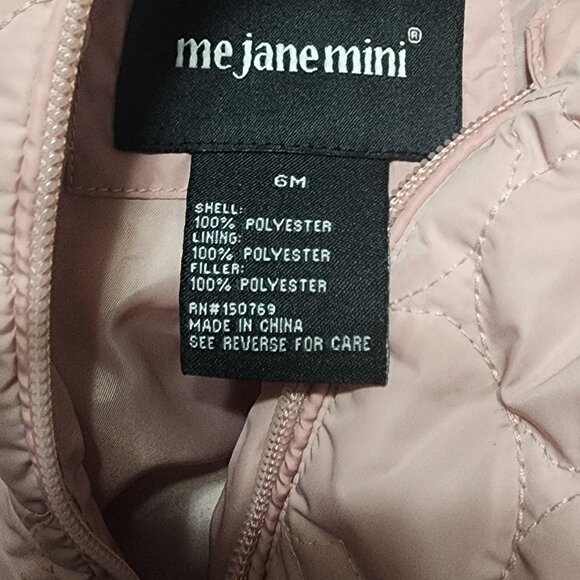 me jane mini®
6M
SHELL:
100% POLYESTER
LINING:
100% POLYESTER
FILLER:
100% POLYESTER
RN#150769
MADE IN CHINA
SEE REVERSE FOR CARE